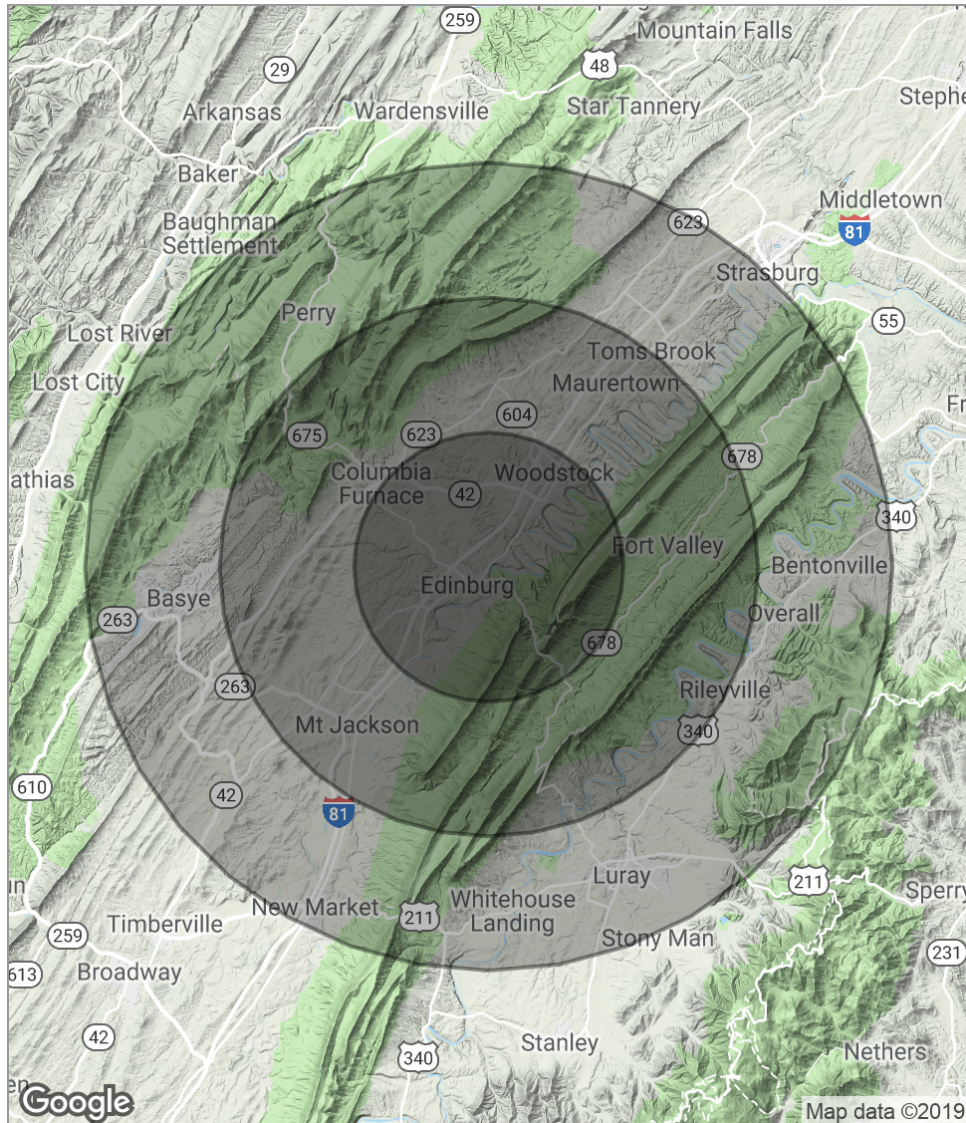 259
Mountain Falls
48
29
Star Tannery
Arkansas
Wardensville
Stephe
Baker
Middletown
Baughman
Settlement
623
81
Strasburg
Perry
55
Lost River
Toms Brook
Lost City
Maurertown
Fr
604
675
623
678
athias
Columbia
Furnace
Woodstock
42
340
Fort Valley
Bentonville
Edinburg
Basye
Overall
263
678
263
Rileyville
Mt Jackson
340
610
42
81
Luray
211
un
New Market
Whitehouse
Landing
211
Sperry
Timberville
259
Stony Man
231
613
Broadway
42
Stanley
340
Nethers
en
Google
Map data ©2019